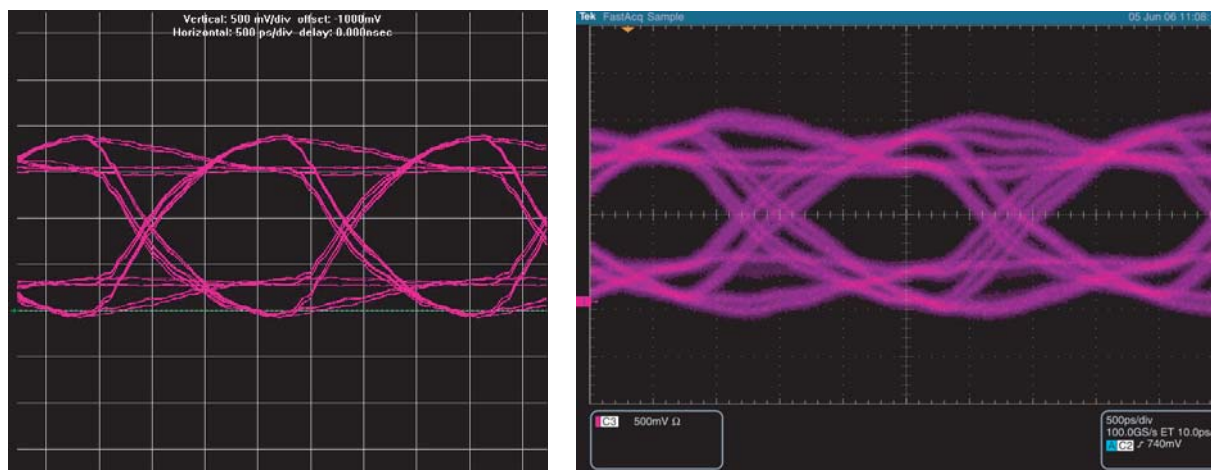 Vertical: 500 mV/div offset: -1000mV
Horizontal: 500 ps/div delay: 0.000nsec
Tek FastAcq Sample 05 Jun 06 11:08:
C3 500mV Ω
500ps/div
100.0GS/s ET 10.0ps/
A C2 740mV